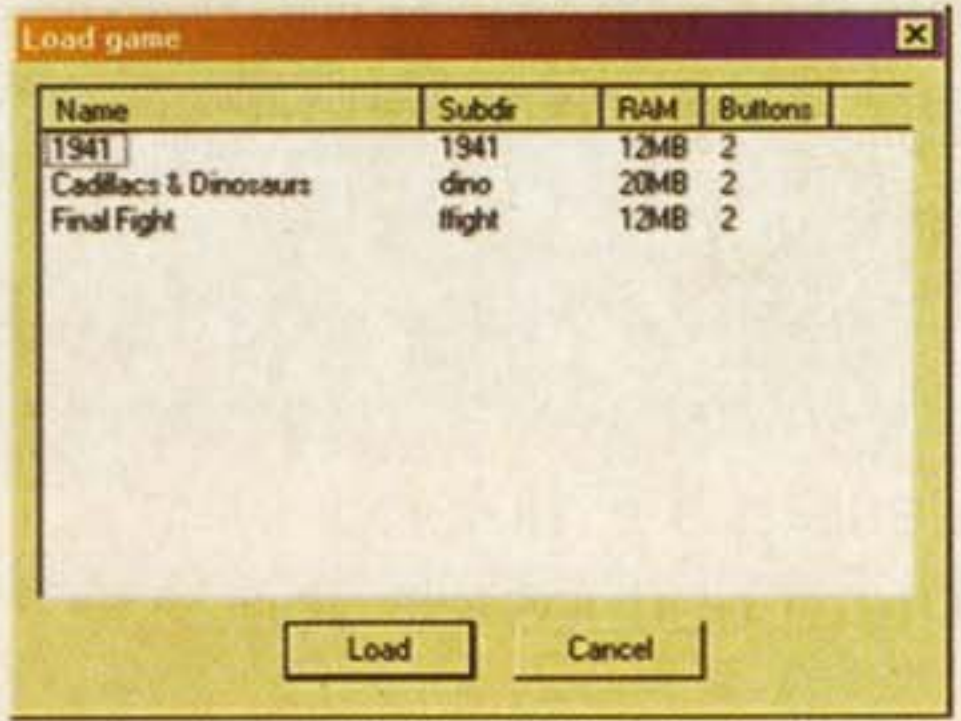 Load game
Name Subdir RAM Buttons
1941 1941 12MB 2
Cadillacs & Dinosaurs dino 20MB 2
Final Fight ffight 12MB 2
Load Cancel